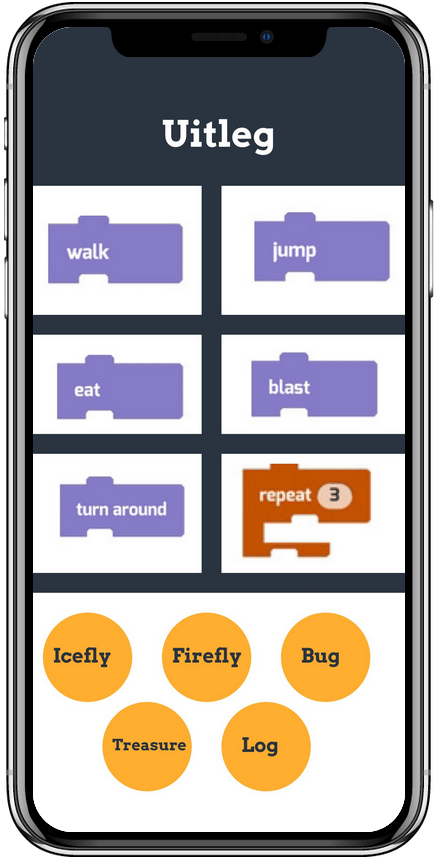 Uitleg
walk
jump
eat
blast
turn around
repeat 3
Icefly
Firefly
Bug
Treasure
Log